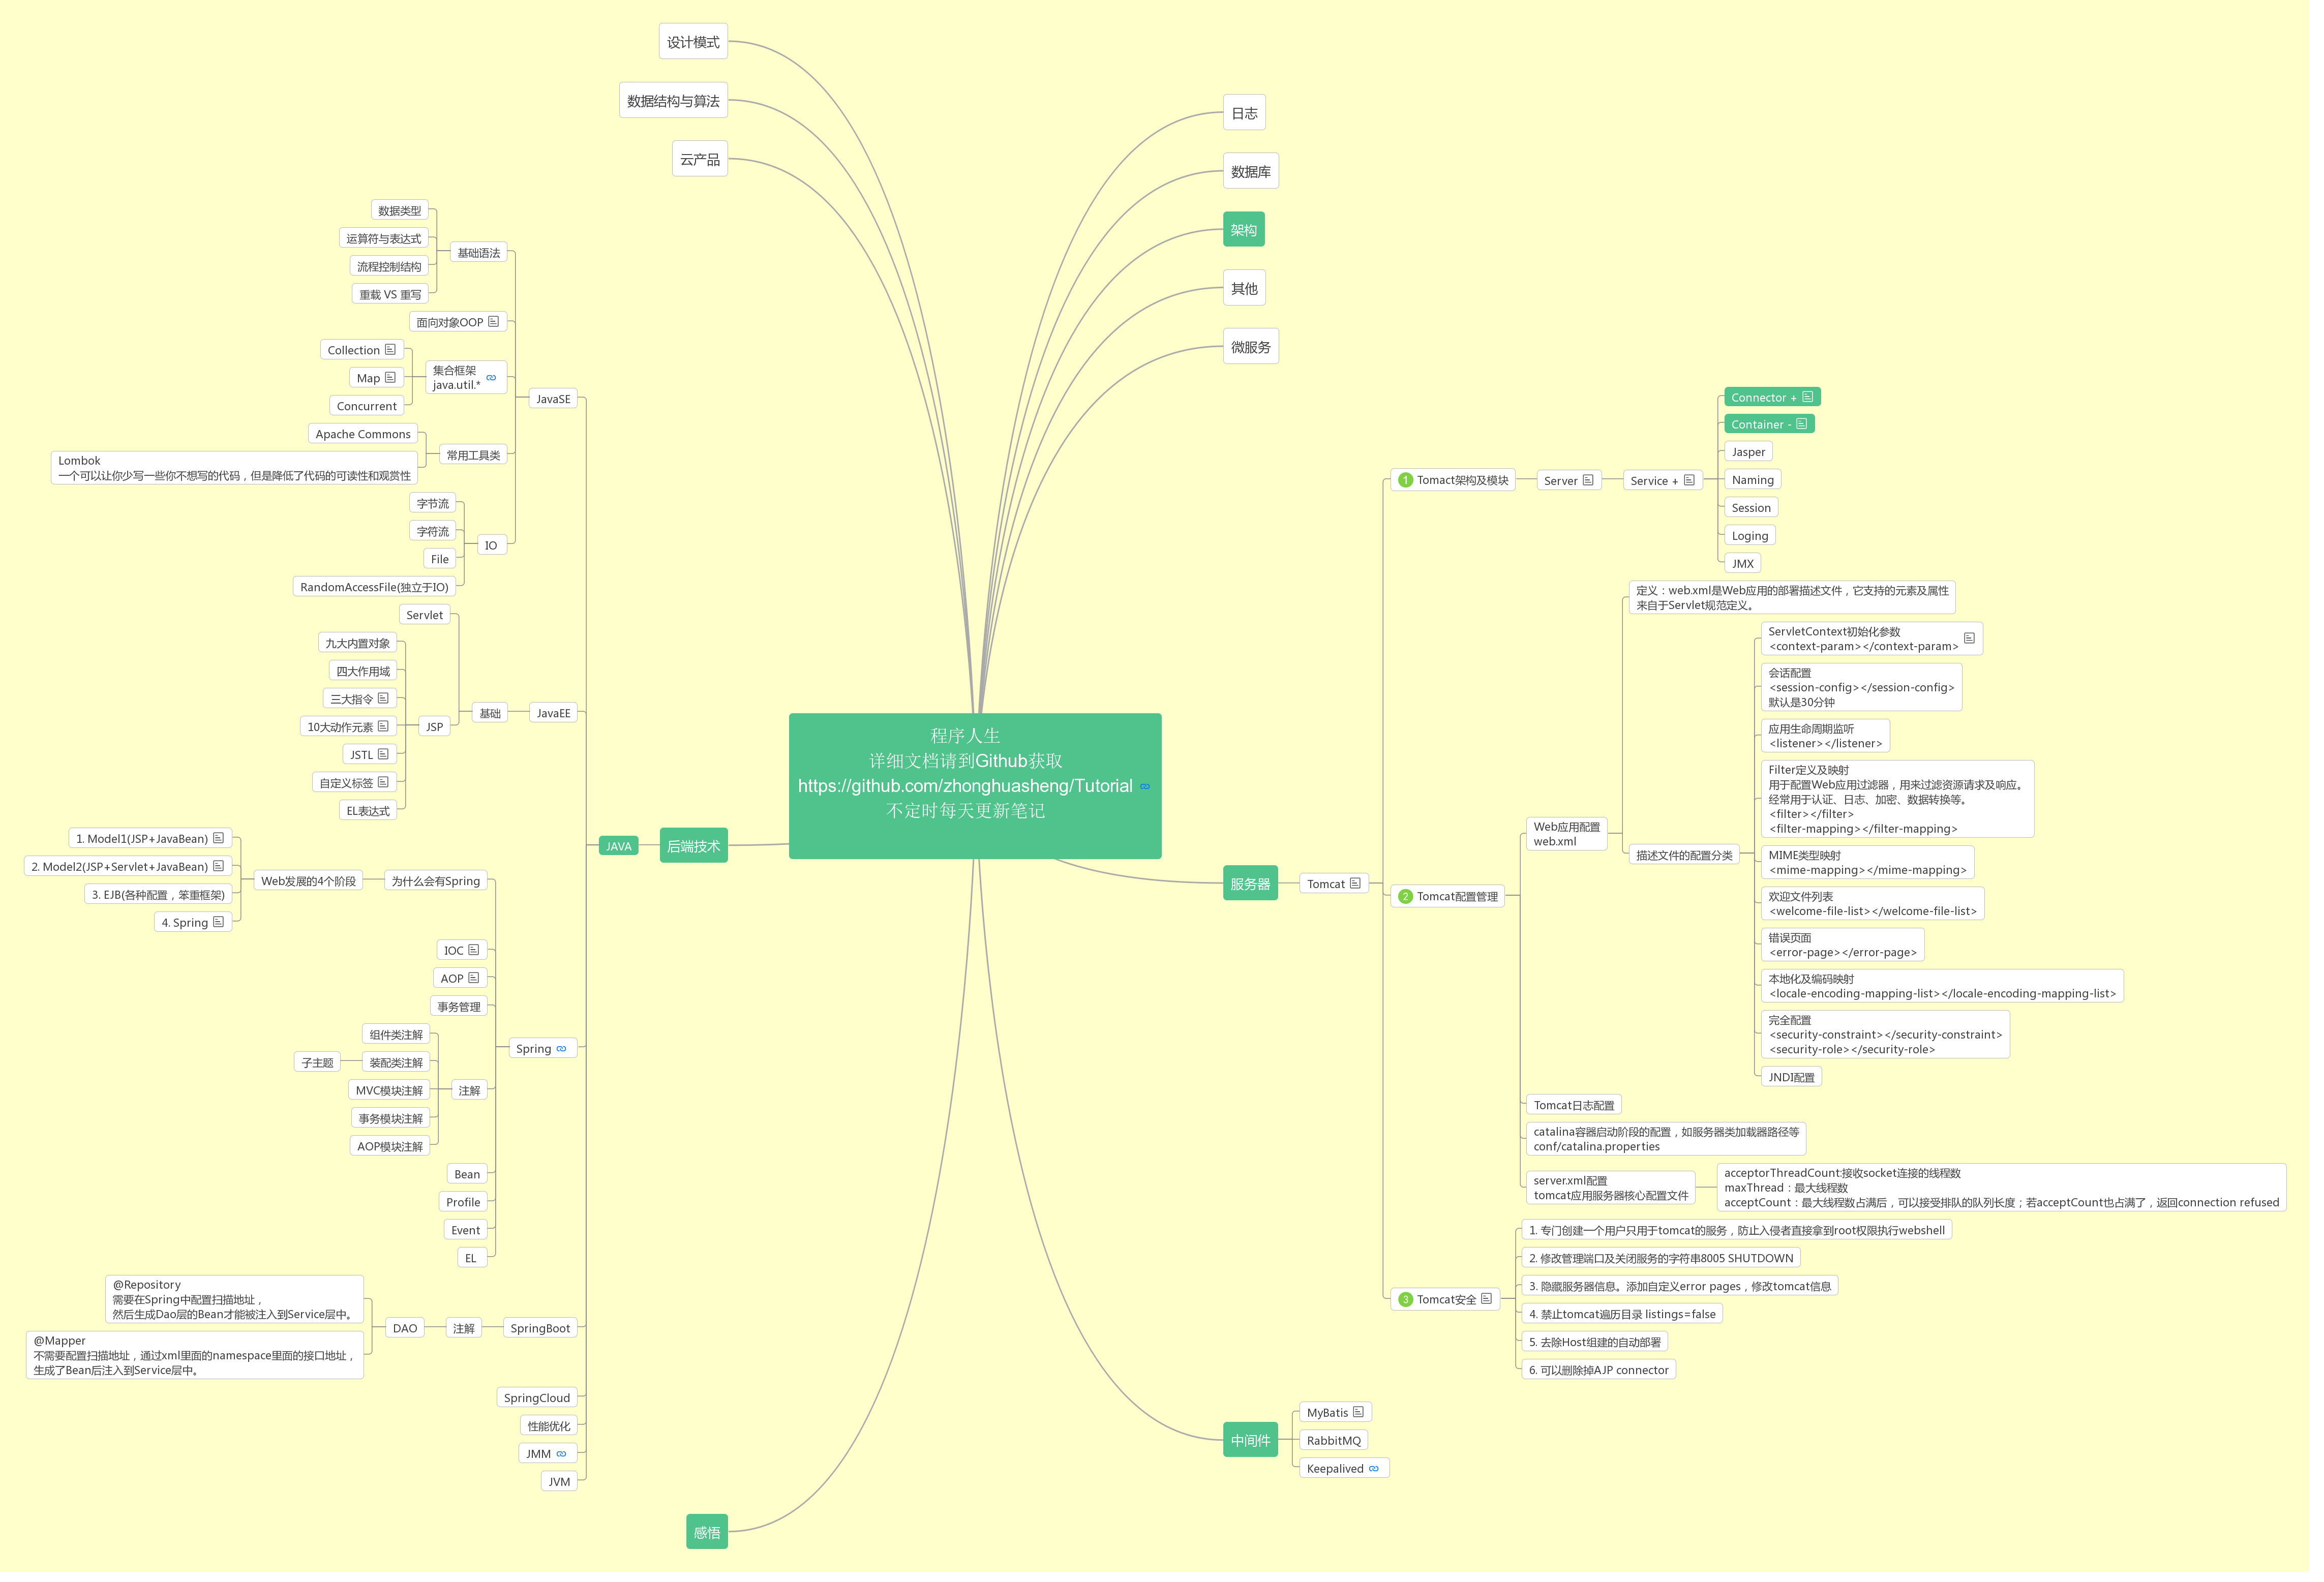 程序人生
详细文档请到Github获取
https://github.com/zhonghuasheng/Tutorial
不定时每天更新笔记
设计模式
数据结构与算法
云产品
后端技术
JAVA
JavaSE
基础语法
数据类型
运算符与表达式
流程控制结构
重载 VS 重写
面向对象OOP
集合框架
java.util.*
Collection
Map
Concurrent
常用工具类
Apache Commons
Lombok
一个可以让你少写一些你不想写的代码，但是降低了代码的可读性和观赏性
IO
字节流
字符流
File
RandomAccessFile(独立于IO)
JavaEE
基础
Servlet
JSP
九大内置对象
四大作用域
三大指令
10大动作元素
JSTL
自定义标签
EL表达式
Spring
为什么会有Spring
Web发展的4个阶段
1. Model1(JSP+JavaBean)
2. Model2(JSP+Servlet+JavaBean)
3. EJB(各种配置，笨重框架)
4. Spring
IOC
AOP
事务管理
注解
组件类注解
装配类注解
子主题
MVC模块注解
事务模块注解
AOP模块注解
Bean
Profile
Event
EL
SpringBoot
注解
DAO
@Repository
需要在Spring中配置扫描地址，
然后生成Dao层的Bean才能被注入到Service层中。
@Mapper
不需要配置扫描地址，通过xml里面的namespace里面的接口地址，
生成了Bean后注入到Service层中。
SpringCloud
性能优化
JMM
JVM
感悟
日志
数据库
架构
其他
微服务
服务器
Tomcat
1 Tomact架构及模块
Server
Service +
Connector +
Container -
Jasper
Naming
Session
Loging
JMX
2 Tomcat配置管理
Web应用配置
web.xml
定义：web.xml是Web应用的部署描述文件，它支持的元素及属性
来自于Servlet规范定义。
描述文件的配置分类
ServletContext初始化参数
<context-param></context-param>
会话配置
<session-config></session-config>
默认是30分钟
应用生命周期监听
<listener></listener>
Filter定义及映射
用于配置Web应用过滤器，用来过滤资源请求及响应。
经常用于认证、日志、加密、数据转换等。
<filter></filter>
<filter-mapping></filter-mapping>
MIME类型映射
<mime-mapping></mime-mapping>
欢迎文件列表
<welcome-file-list></welcome-file-list>
错误页面
<error-page></error-page>
本地化及编码映射
<locale-encoding-mapping-list></locale-encoding-mapping-list>
完全配置
<security-constraint></security-constraint>
<security-role></security-role>
JNDI配置
Tomcat日志配置
catalina容器启动阶段的配置，如服务器类加载器路径等
conf/catalina.properties
server.xml配置
tomcat应用服务器核心配置文件
acceptorThreadCount:接收socket连接的线程数
maxThread：最大线程数
acceptCount：最大线程数占满后，可以接受排队的队列长度；若acceptCount也占满了，返回connection refused
3 Tomcat安全
1. 专门创建一个用户只用于tomcat的服务，防止入侵者直接拿到root权限执行webshell
2. 修改管理端口及关闭服务的字符串8005 SHUTDOWN
3. 隐藏服务器信息。添加自定义error pages，修改tomcat信息
4. 禁止tomcat遍历目录 listings=false
5. 去除Host组建的自动部署
6. 可以删除掉AJP connector
中间件
MyBatis
RabbitMQ
Keepalived